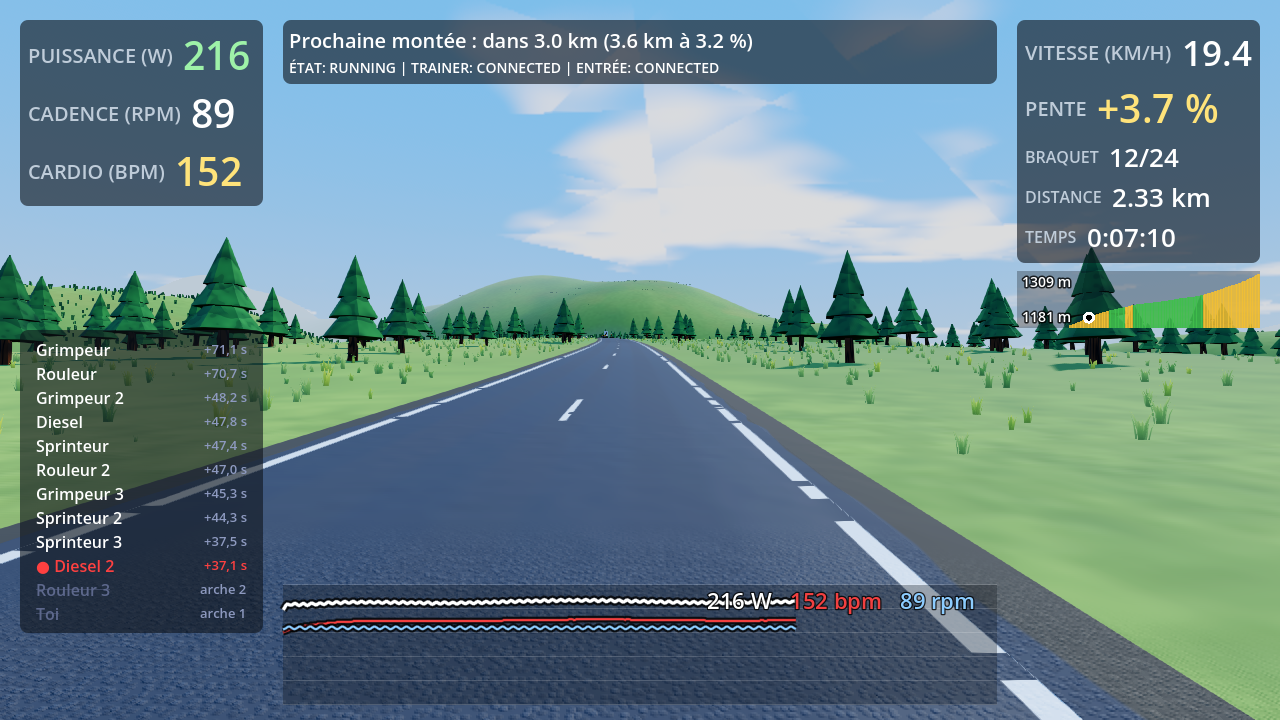 PUISSANCE (W) 216
CADENCE (RPM) 89
CARDIO (BPM) 152
Prochaine montée : dans 3.0 km (3.6 km à 3.2 %)
ÉTAT: RUNNING | TRAINER: CONNECTED | ENTRÉE: CONNECTED
VITESSE (KM/H) 19.4
PENTE +3.7 %
BRAQUET 12/24
DISTANCE 2.33 km
TEMPS 0:07:10
1309 m
1181 m
Grimpeur +71,1 s
Rouleur +70,7 s
Grimpeur 2 +48,2 s
Diesel +47,8 s
Sprinteur +47,4 s
Rouleur 2 +47,0 s
Grimpeur 3 +45,3 s
Sprinteur 2 +44,3 s
Sprinteur 3 +37,5 s
Diesel 2 +37,1 s
Rouleur 3 arche 2
Toi arche 1
216 W 152 bpm 89 rpm